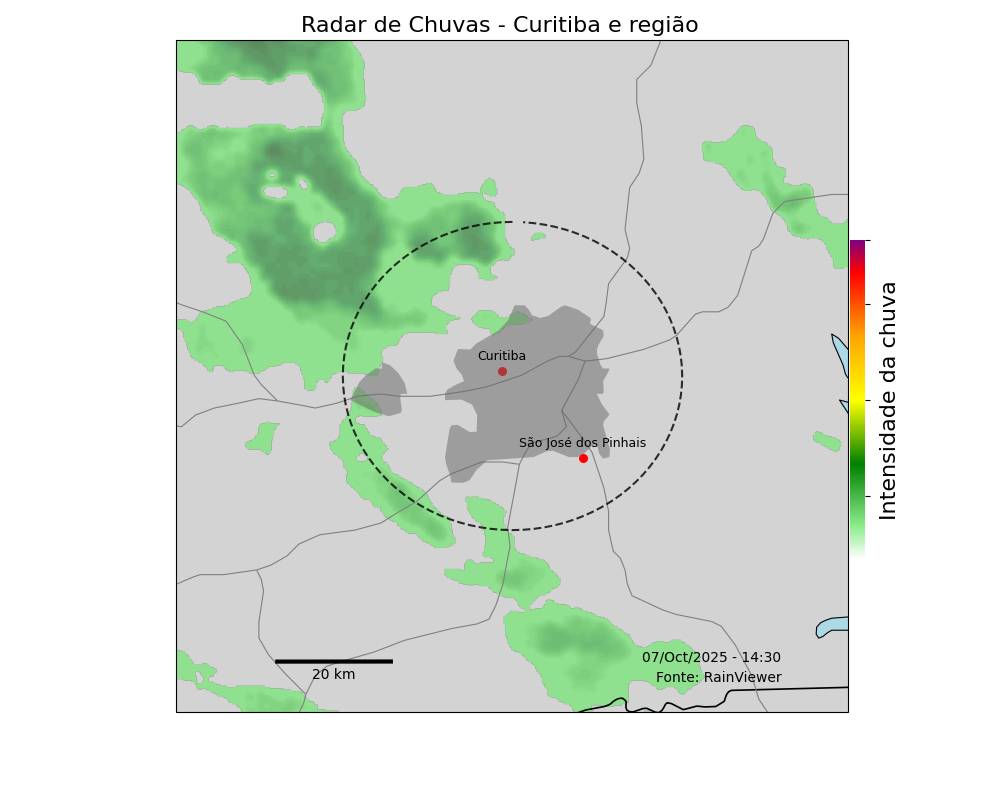 Radar de Chuvas - Curitiba e região
Curitiba
São José dos Pinhais
Intensidade da chuva
07/Oct/2025 - 14:30
Fonte: RainViewer
20 km